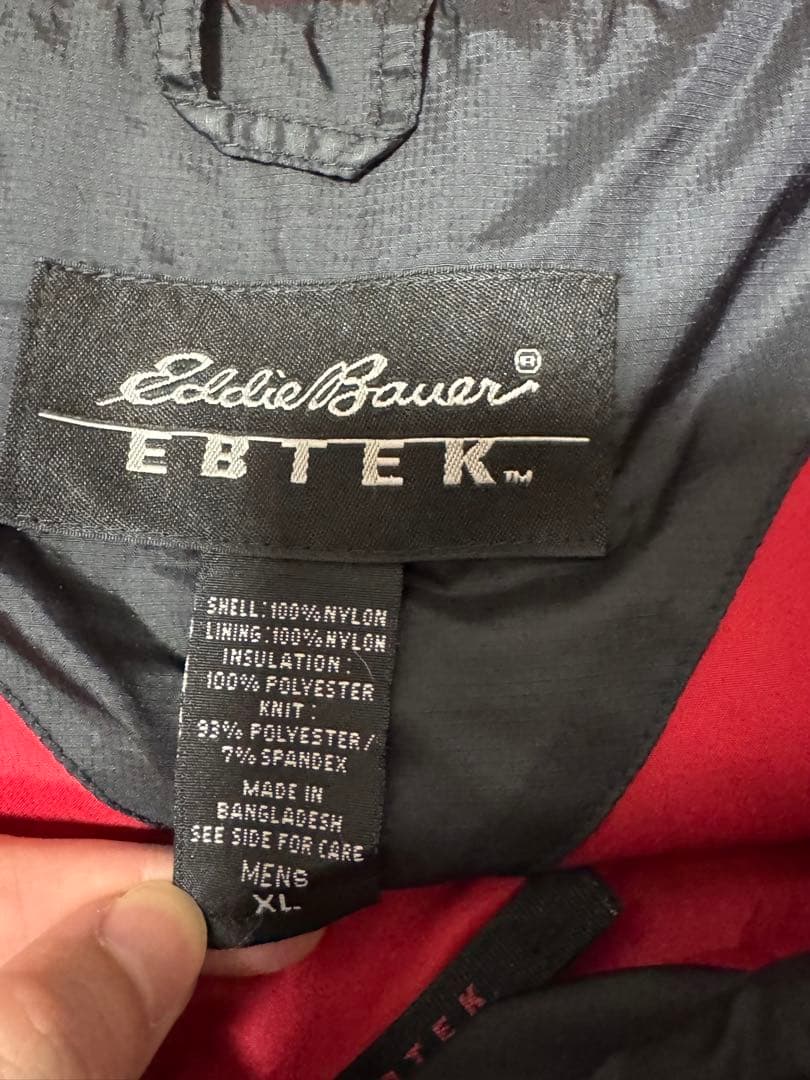 Eddie Bauer®
EBTEK™
SHELL:100%NYLON
LINING:100%NYLON
INSULATION:
100% POLYESTER
KNIT:
93% POLYESTER/
7% SPANDEX
MADE IN
BANGLADESH
SEE SIDE FOR CARE
MENS
XL
TEK